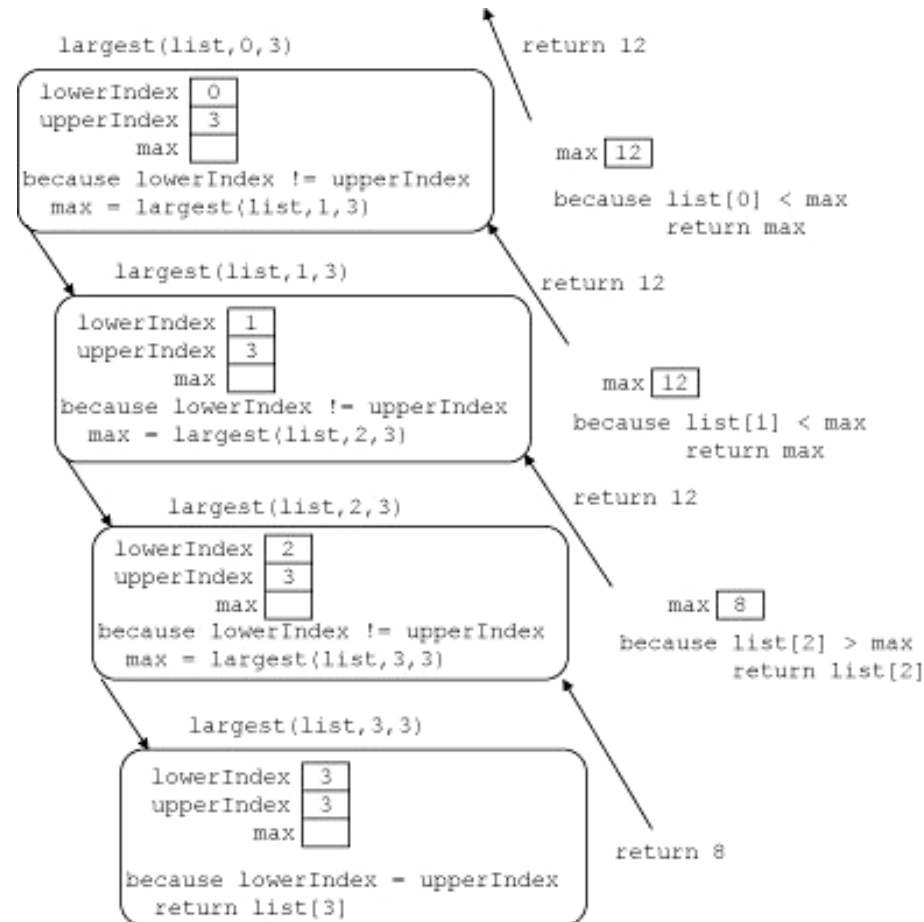 largest(list,0,3)
return 12
lowerIndex 0
upperIndex 3
max
because lowerIndex != upperIndex
max = largest(list,1,3)
max 12
because list[0] < max
return max
largest(list,1,3)
return 12
lowerIndex 1
upperIndex 3
max
because lowerIndex != upperIndex
max = largest(list,2,3)
max 12
because list[1] < max
return max
largest(list,2,3)
return 12
lowerIndex 2
upperIndex 3
max
because lowerIndex != upperIndex
max = largest(list,3,3)
max 8
because list[2] > max
return list[2]
largest(list,3,3)
lowerIndex 3
upperIndex 3
max
because lowerIndex = upperIndex
return list[3]
return 8